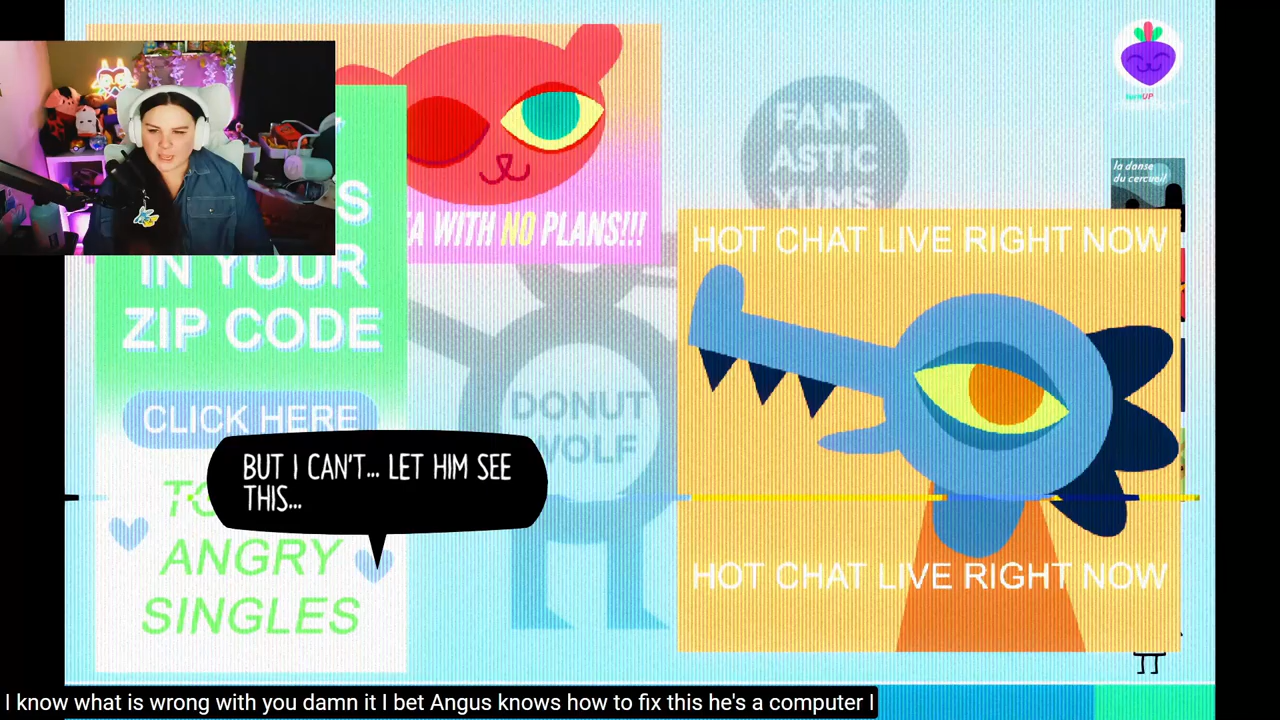 FANT
ASTIC
YUMS
la danse
du cercueil
turnUP
S
IN YOUR
ZIP CODE
CLICK HERE
ANGRY
SINGLES
WITH NO PLANS!!!
DONUT
WOLF
HOT CHAT LIVE RIGHT NOW
HOT CHAT LIVE RIGHT NOW
BUT I CAN'T... LET HIM SEE
THIS...
I know what is wrong with you damn it I bet Angus knows how to fix this he's a computer I